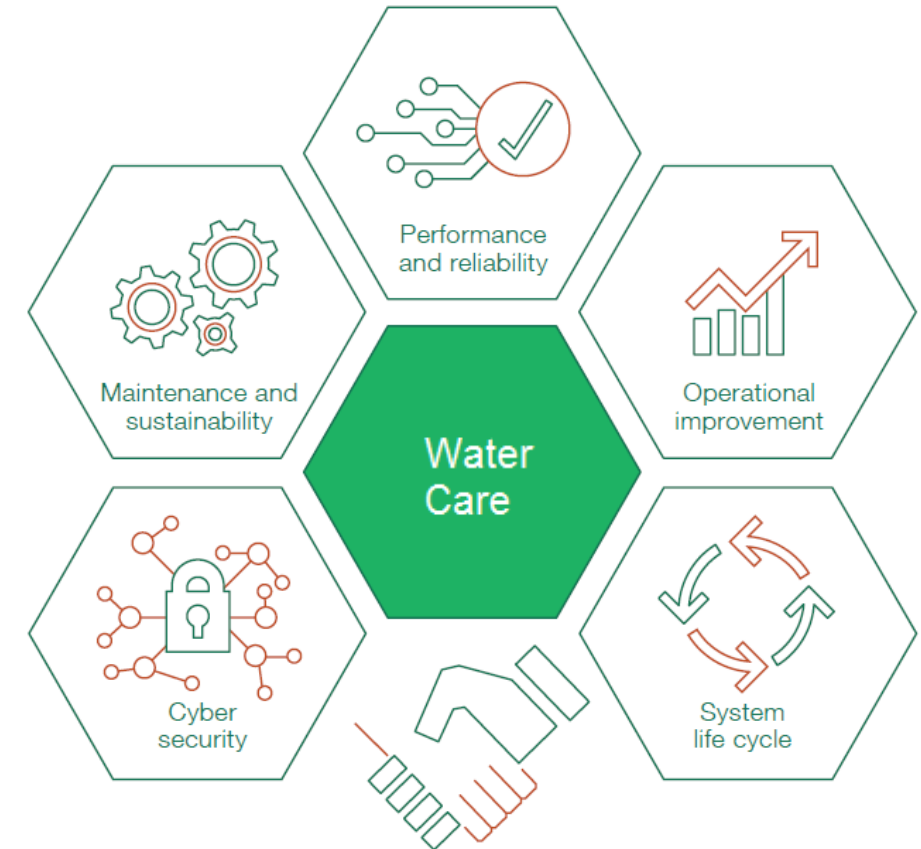 Performance
and reliability
Maintenance and
sustainability
Operational
improvement
Water
Care
Cyber
security
System
life cycle